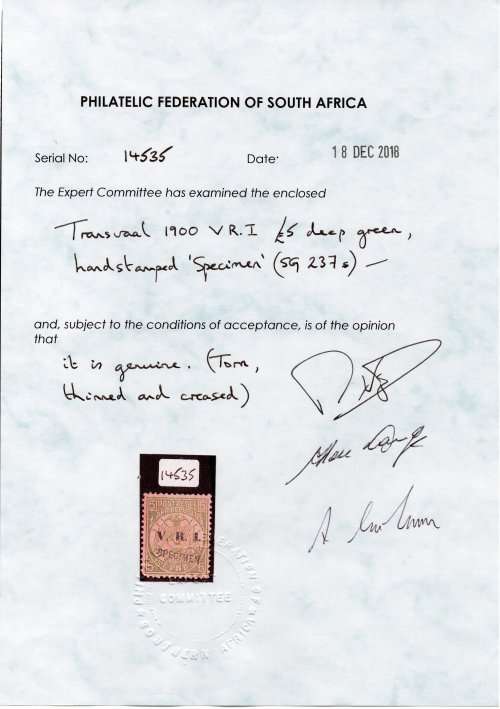 PHILATELIC FEDERATION OF SOUTH AFRICA
Serial No: 14535 Date: 18 DEC 2018
The Expert Committee has examined the enclosed
Transvaal 1900 V R.I £5 deep green,
handstamped 'Specimen' (SG 237s) —
and, subject to the conditions of acceptance, is of the opinion
that
it is genuine. (Torn,
thinned and creased)
14535
V. R. I.
SPECIMEN
COMMITTEE